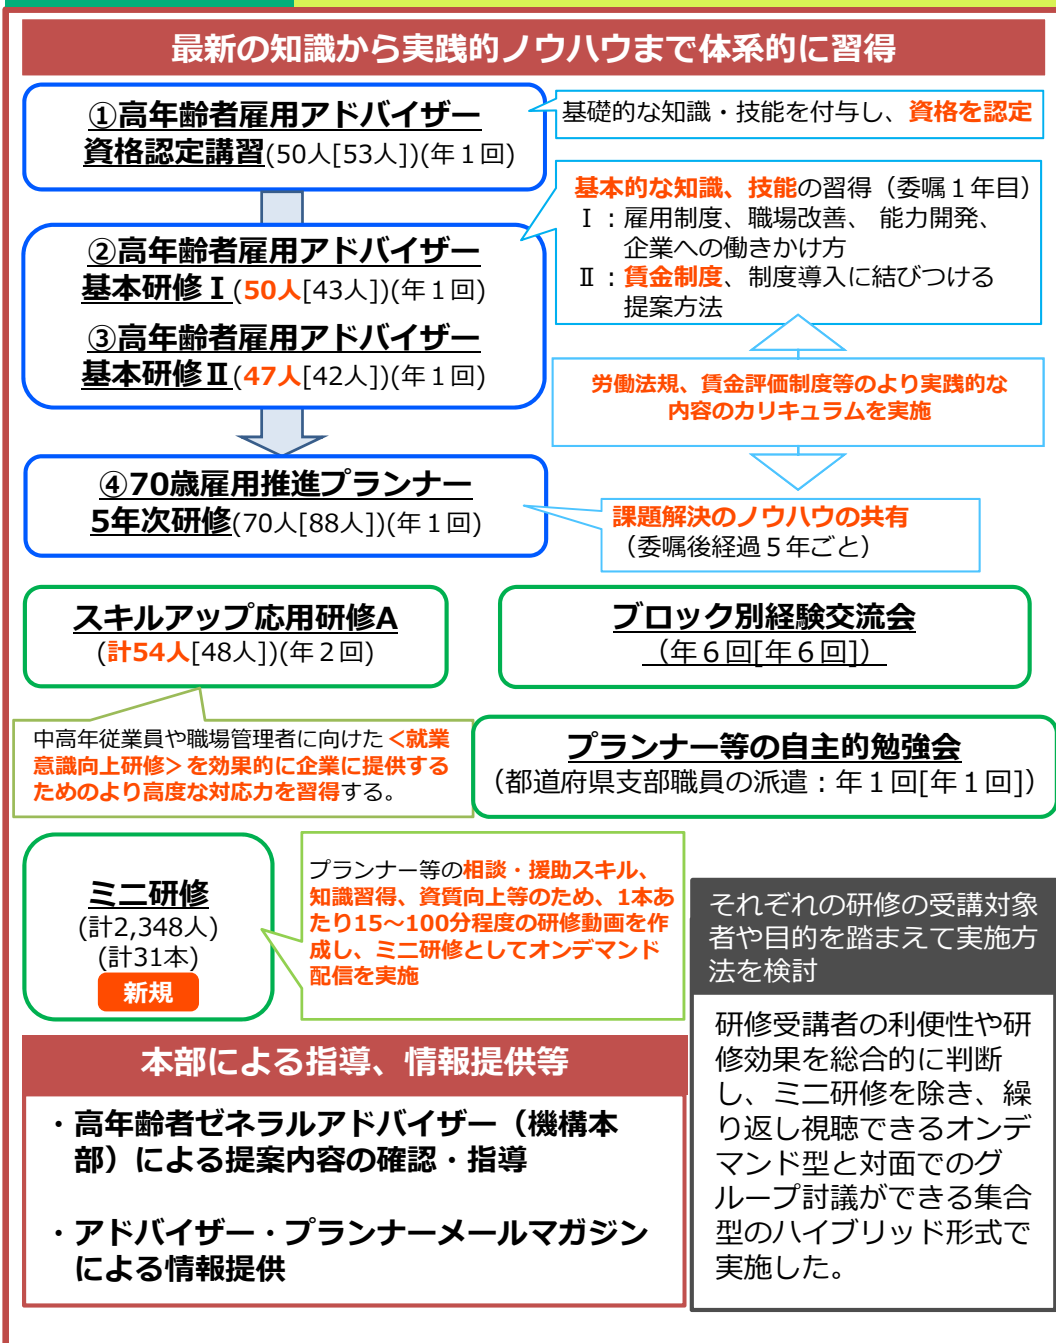 最新の知識から実践的ノウハウまで体系的に習得
①高年齢者雇用アドバイザー
資格認定講習(50人[53人])(年１回)
基礎的な知識・技能を付与し、資格を認定
基本的な知識、技能の習得（委嘱１年目）
Ⅰ：雇用制度、職場改善、 能力開発、
企業への働きかけ方
Ⅱ：賃金制度、制度導入に結びつける
提案方法
②高年齢者雇用アドバイザー
基本研修Ⅰ(50人[43人])(年１回)
③高年齢者雇用アドバイザー
基本研修Ⅱ(47人[42人])(年１回)
労働法規、賃金評価制度等のより実践的な
内容のカリキュラムを実施
④70歳雇用推進プランナー
5年次研修(70人[88人])(年１回)
課題解決のノウハウの共有
（委嘱後経過５年ごと）
スキルアップ応用研修A
(計54人[48人])(年２回)
ブロック別経験交流会
（年６回[年６回]）
中高年従業員や職場管理者に向けた＜就業
意識向上研修＞を効果的に企業に提供する
ためのより高度な対応力を習得する。
プランナー等の自主的勉強会
（都道府県支部職員の派遣：年１回[年１回]）
ミニ研修
(計2,348人)
(計31本)
新規
プランナー等の相談・援助スキル、
知識習得、資質向上等のため、1本あ
たり15～100分程度の研修動画を作
成し、ミニ研修としてオンデマンド
配信を実施
それぞれの研修の受講対象
者や目的を踏まえて実施方
法を検討
研修受講者の利便性や研
修効果を総合的に判断
し、ミニ研修を除き、繰
り返し視聴できるオンデ
マンド型と対面でのグ
ループ討議ができる集合
型のハイブリッド形式で
実施した。
本部による指導、情報提供等
・高年齢者ゼネラルアドバイザー（機構本
部）による提案内容の確認・指導
・アドバイザー・プランナーメールマガジン
による情報提供